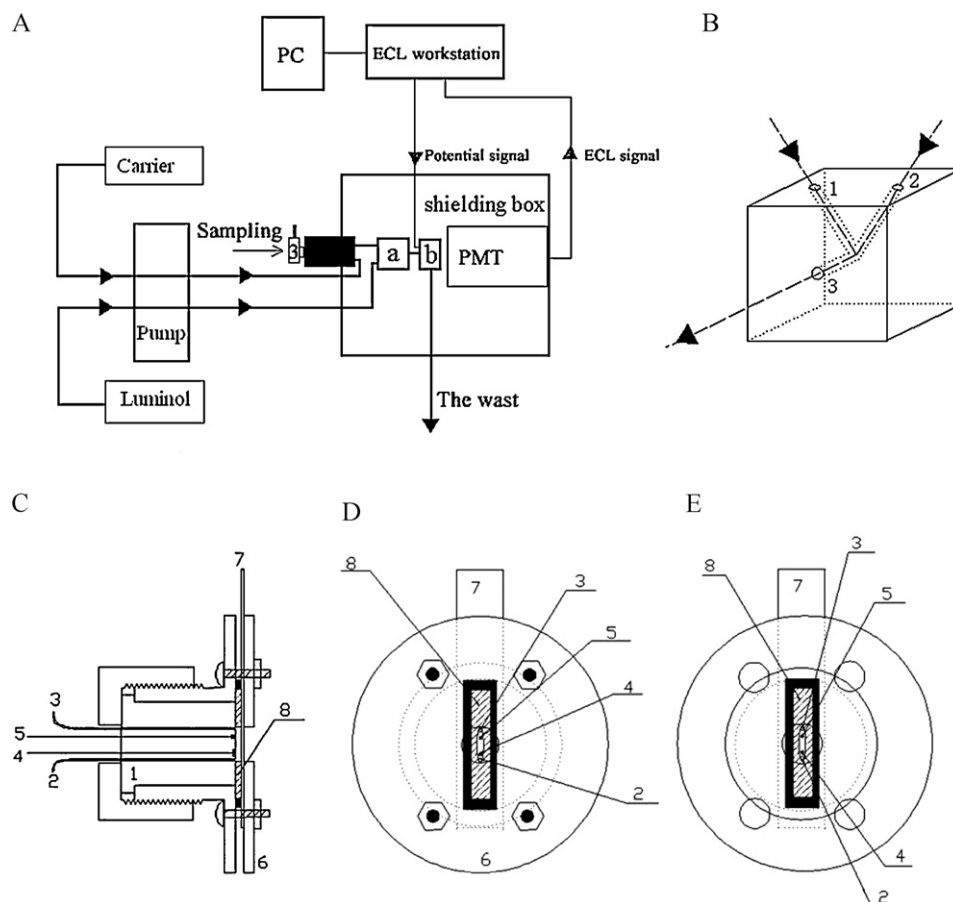 A
PC
ECL workstation
B
Carrier
Potential signal
ECL signal
shielding box
1
2
Sampling
3
a
b
PMT
3
Pump
Luminol
The wast
C
D
E
7
3
5
4
2
1
8
6
8
7
3
5
4
2
6
8
7
3
5
4
2